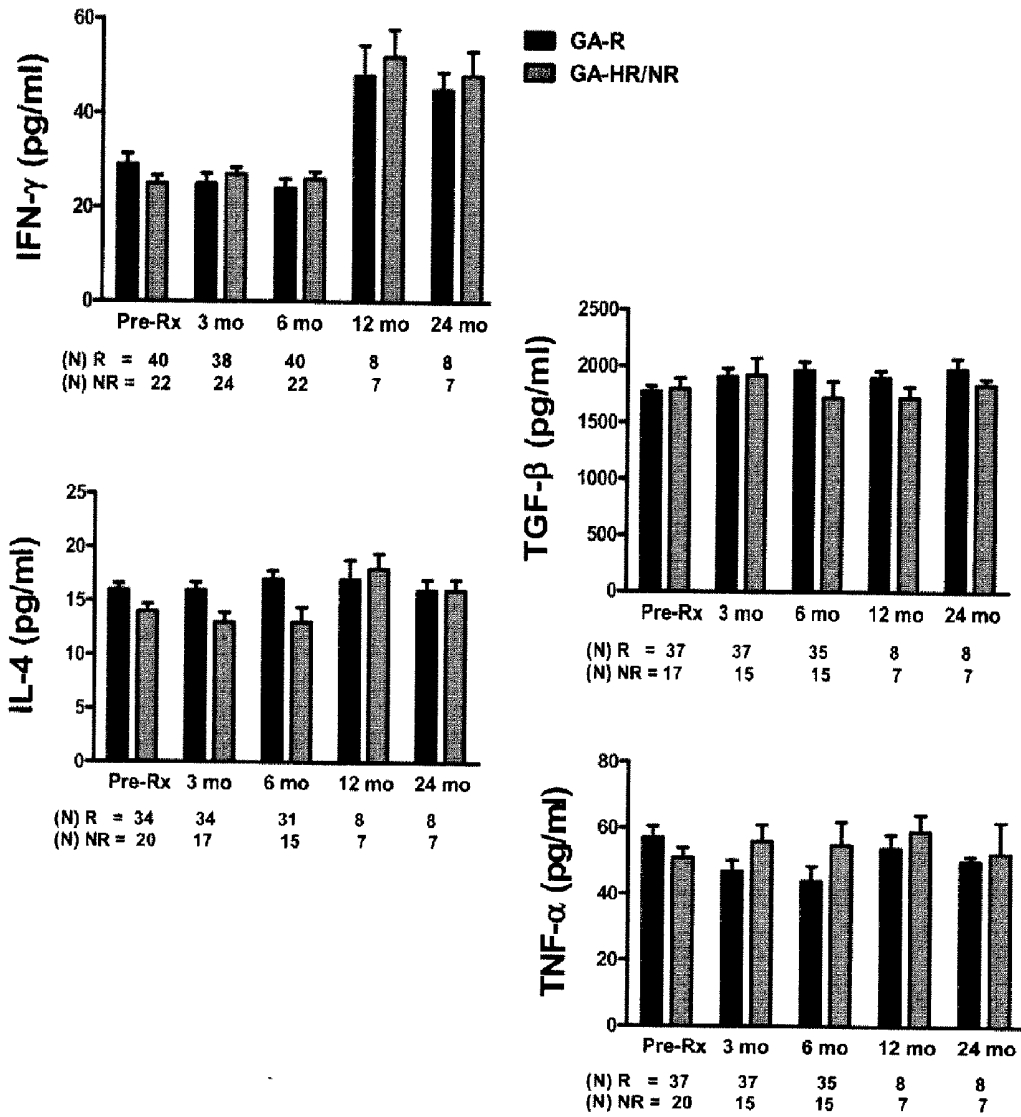 GA-R
GA-HR/NR
IFN-γ (pg/ml)
60
40
20
0
Pre-Rx 3 mo 6 mo 12 mo 24 mo
(N) R = 40 38 40 8 8
(N) NR = 22 24 22 7 7
IL-4 (pg/ml)
25
20
15
10
5
0
Pre-Rx 3 mo 6 mo 12 mo 24 mo
(N) R = 34 34 31 8 8
(N) NR = 20 17 15 7 7
TGF-β (pg/ml)
2500
2000
1500
1000
500
0
Pre-Rx 3 mo 6 mo 12 mo 24 mo
(N) R = 37 37 35 8 8
(N) NR = 17 15 15 7 7
TNF-α (pg/ml)
80
60
40
20
0
Pre-Rx 3 mo 6 mo 12 mo 24 mo
(N) R = 37 37 35 8 8
(N) NR = 20 15 15 7 7